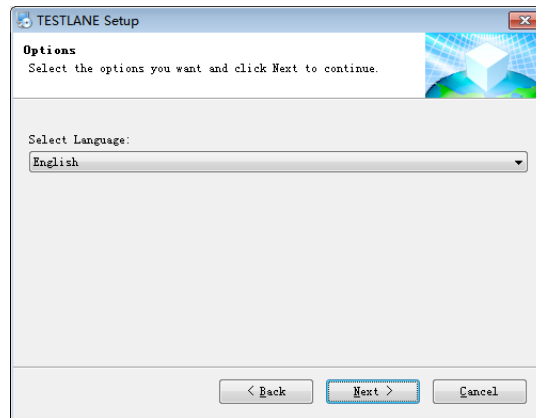 TESTLANE Setup
Options
Select the options you want and click Next to continue.
Select Language:
English
< Back
Next >
Cancel